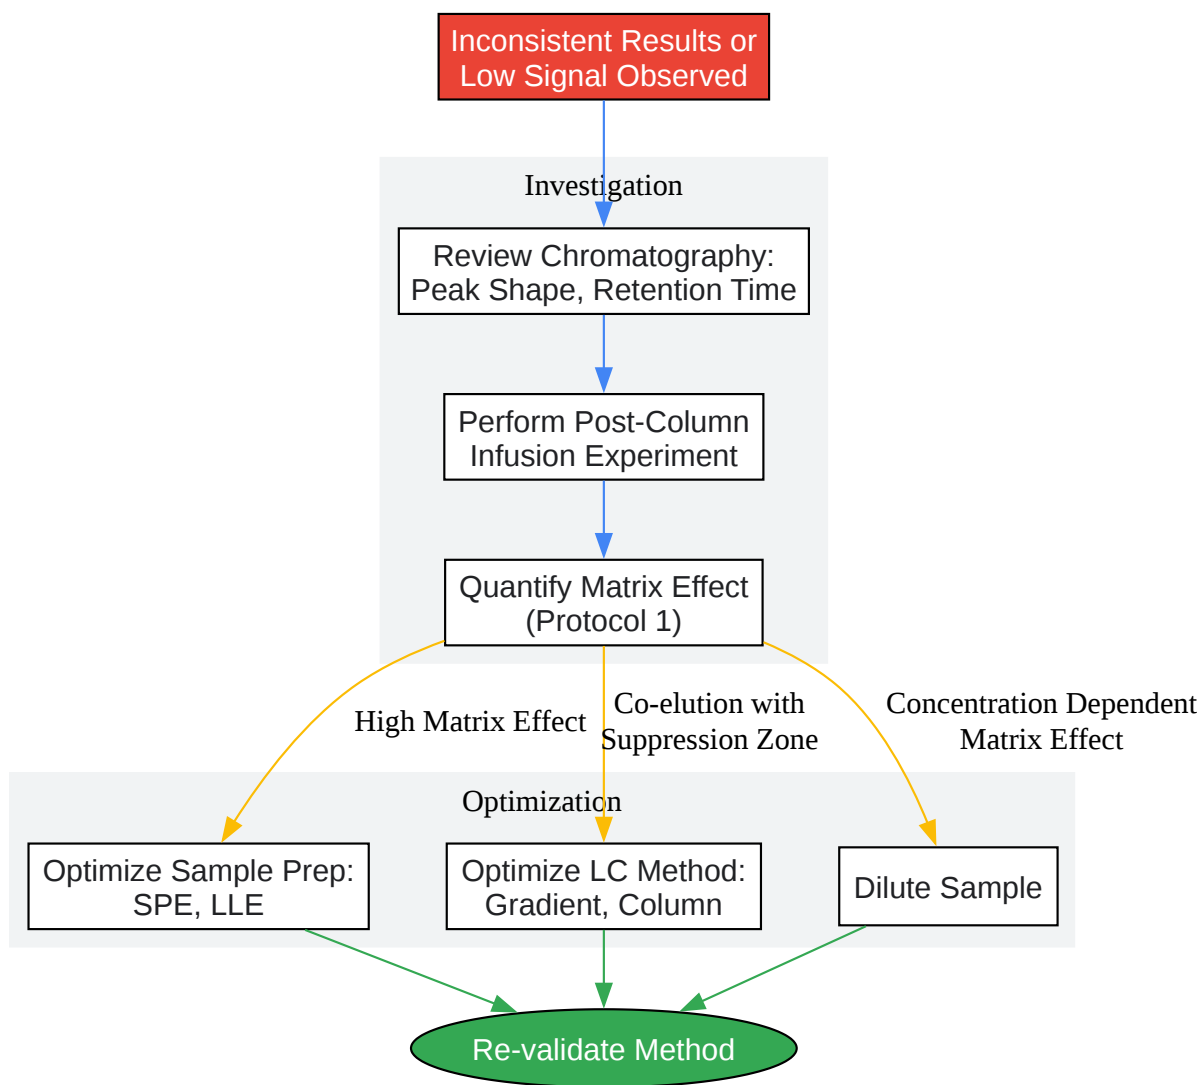 Inconsistent Results or
Low Signal Observed
Investigation
Review Chromatography:
Peak Shape, Retention Time
Perform Post-Column
Infusion Experiment
Quantify Matrix Effect
(Protocol 1)
High Matrix Effect
Co-elution with
Suppression Zone
Concentration Dependent
Matrix Effect
Optimization
Optimize Sample Prep:
SPE, LLE
Optimize LC Method:
Gradient, Column
Dilute Sample
Re-validate Method